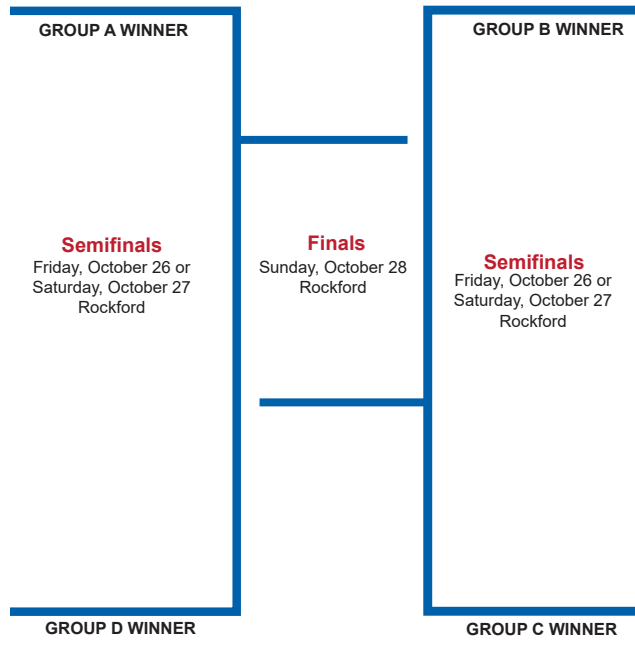 GROUP A WINNER
GROUP B WINNER
Semifinals
Friday, October 26 or
Saturday, October 27
Rockford
Finals
Sunday, October 28
Rockford
Semifinals
Friday, October 26 or
Saturday, October 27
Rockford
GROUP D WINNER
GROUP C WINNER